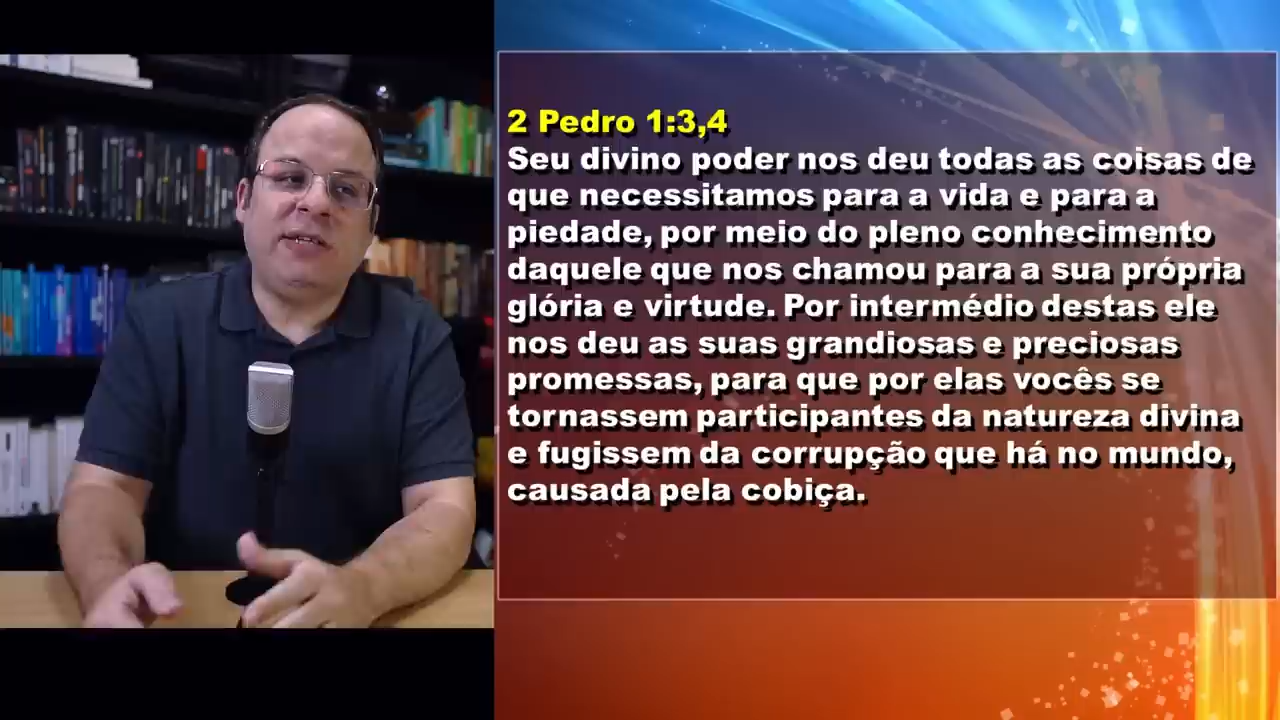 2 Pedro 1:3,4
Seu divino poder nos deu todas as coisas de
que necessitamos para a vida e para a
piedade, por meio do pleno conhecimento
daquele que nos chamou para a sua própria
glória e virtude. Por intermédio destas ele
nos deu as suas grandiosas e preciosas
promessas, para que por elas vocês se
tornassem participantes da natureza divina
e fugissem da corrupção que há no mundo,
causada pela cobiça.